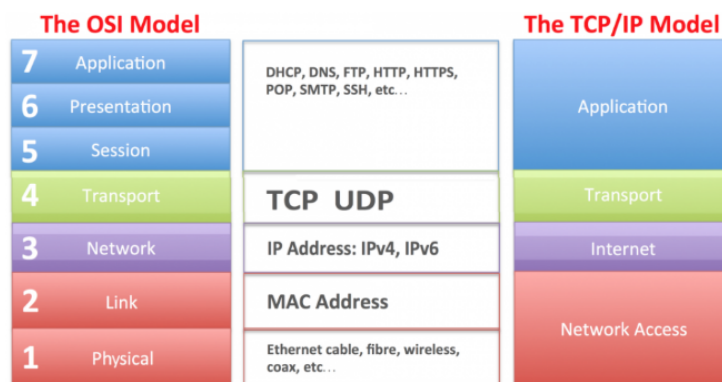 The OSI Model
The TCP/IP Model
7 Application
6 Presentation
5 Session
4 Transport
3 Network
2 Link
1 Physical
DHCP, DNS, FTP, HTTP, HTTPS,
POP, SMTP, SSH, etc...
TCP UDP
IP Address: IPv4, IPv6
MAC Address
Ethernet cable, fibre, wireless,
coax, etc...
Application
Transport
Internet
Network Access